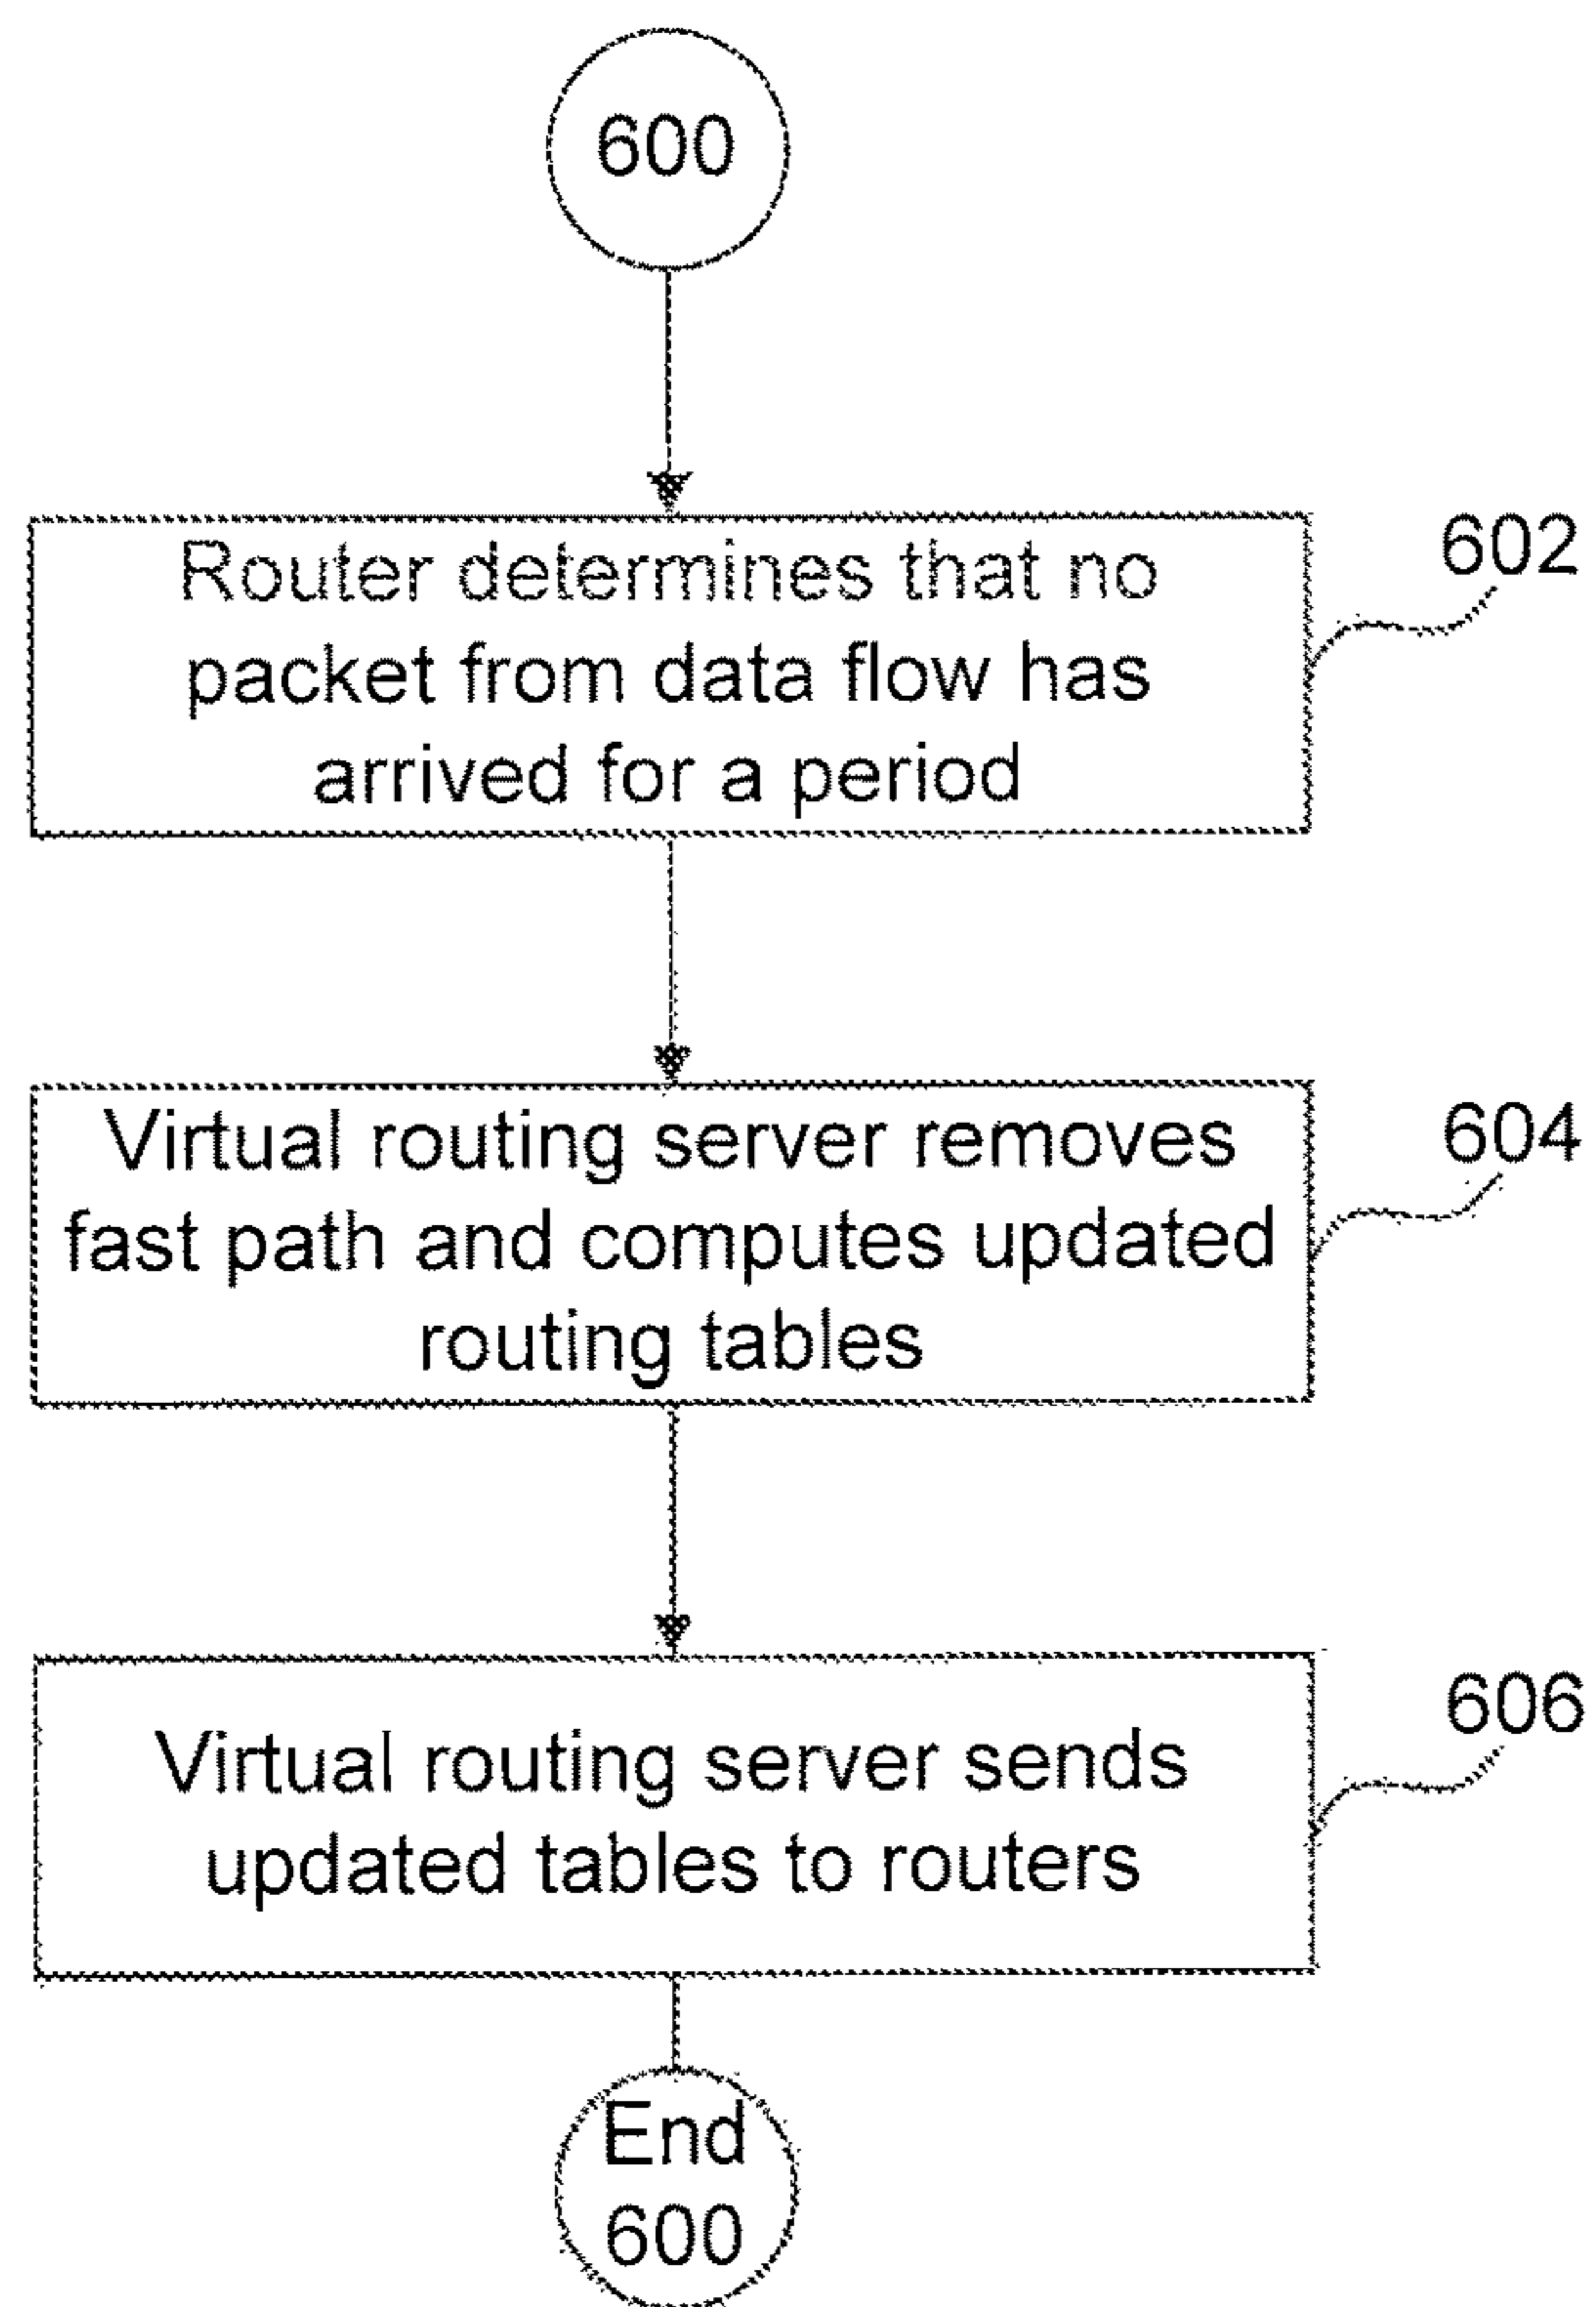 600
Router determines that no
packet from data flow has
arrived for a period
602
Virtual routing server removes
fast path and computes updated
routing tables
604
Virtual routing server sends
updated tables to routers
606
End
600